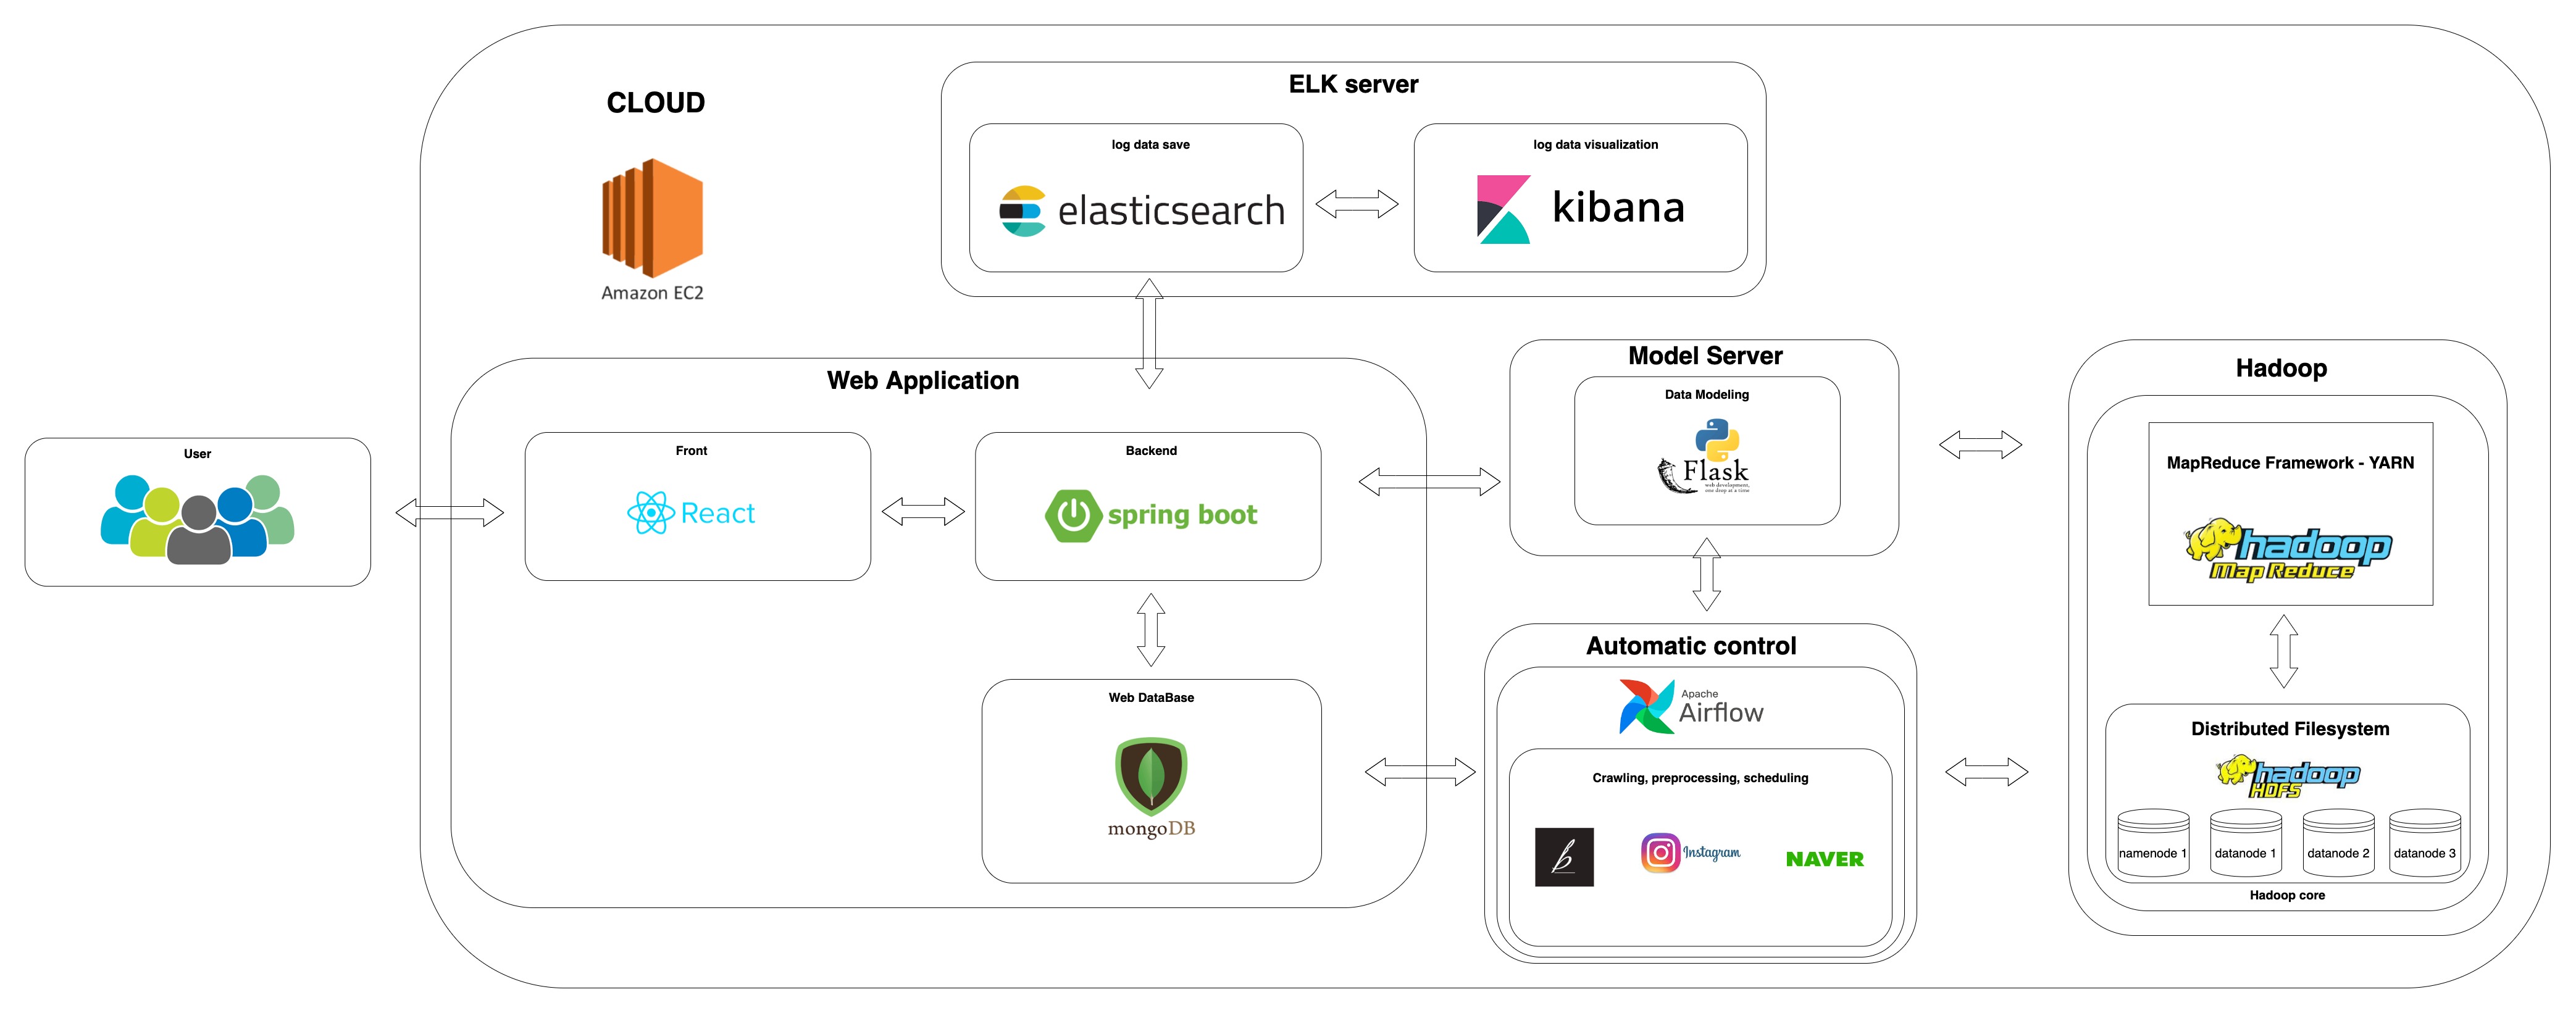 CLOUD
Amazon EC2
ELK server
log data save
elasticsearch
log data visualization
kibana
Web Application
User
Front
React
Backend
spring boot
Web DataBase
mongoDB
Model Server
Data Modeling
Flask
web development,
one drop at a time
Automatic control
Apache
Airflow
Crawling, preprocessing, scheduling
b
Instagram
NAVER
Hadoop
MapReduce Framework - YARN
hadoop
Map Reduce
Distributed Filesystem
hadoop
HDFS
namenode 1
datanode 1
datanode 2
datanode 3
Hadoop core